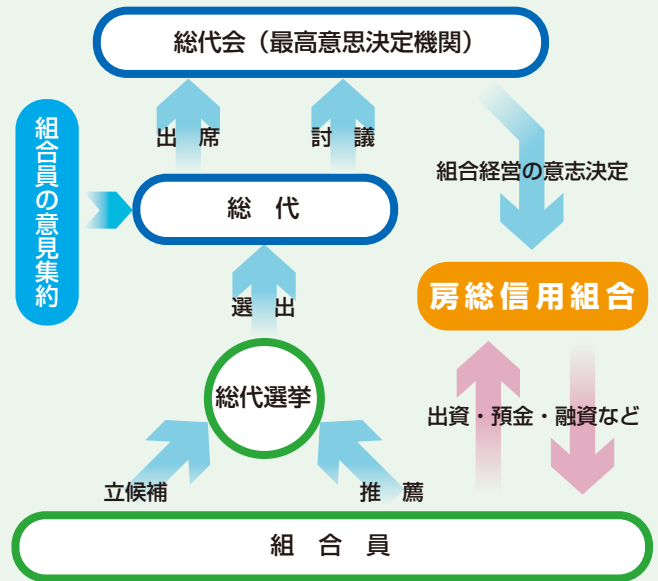 総代会（最高意思決定機関）
出 席
討 議
組合員の意見集約
組合経営の意志決定
総 代
房総信用組合
選 出
総代選挙
出資・預金・融資など
立候補
推 薦
組 合 員